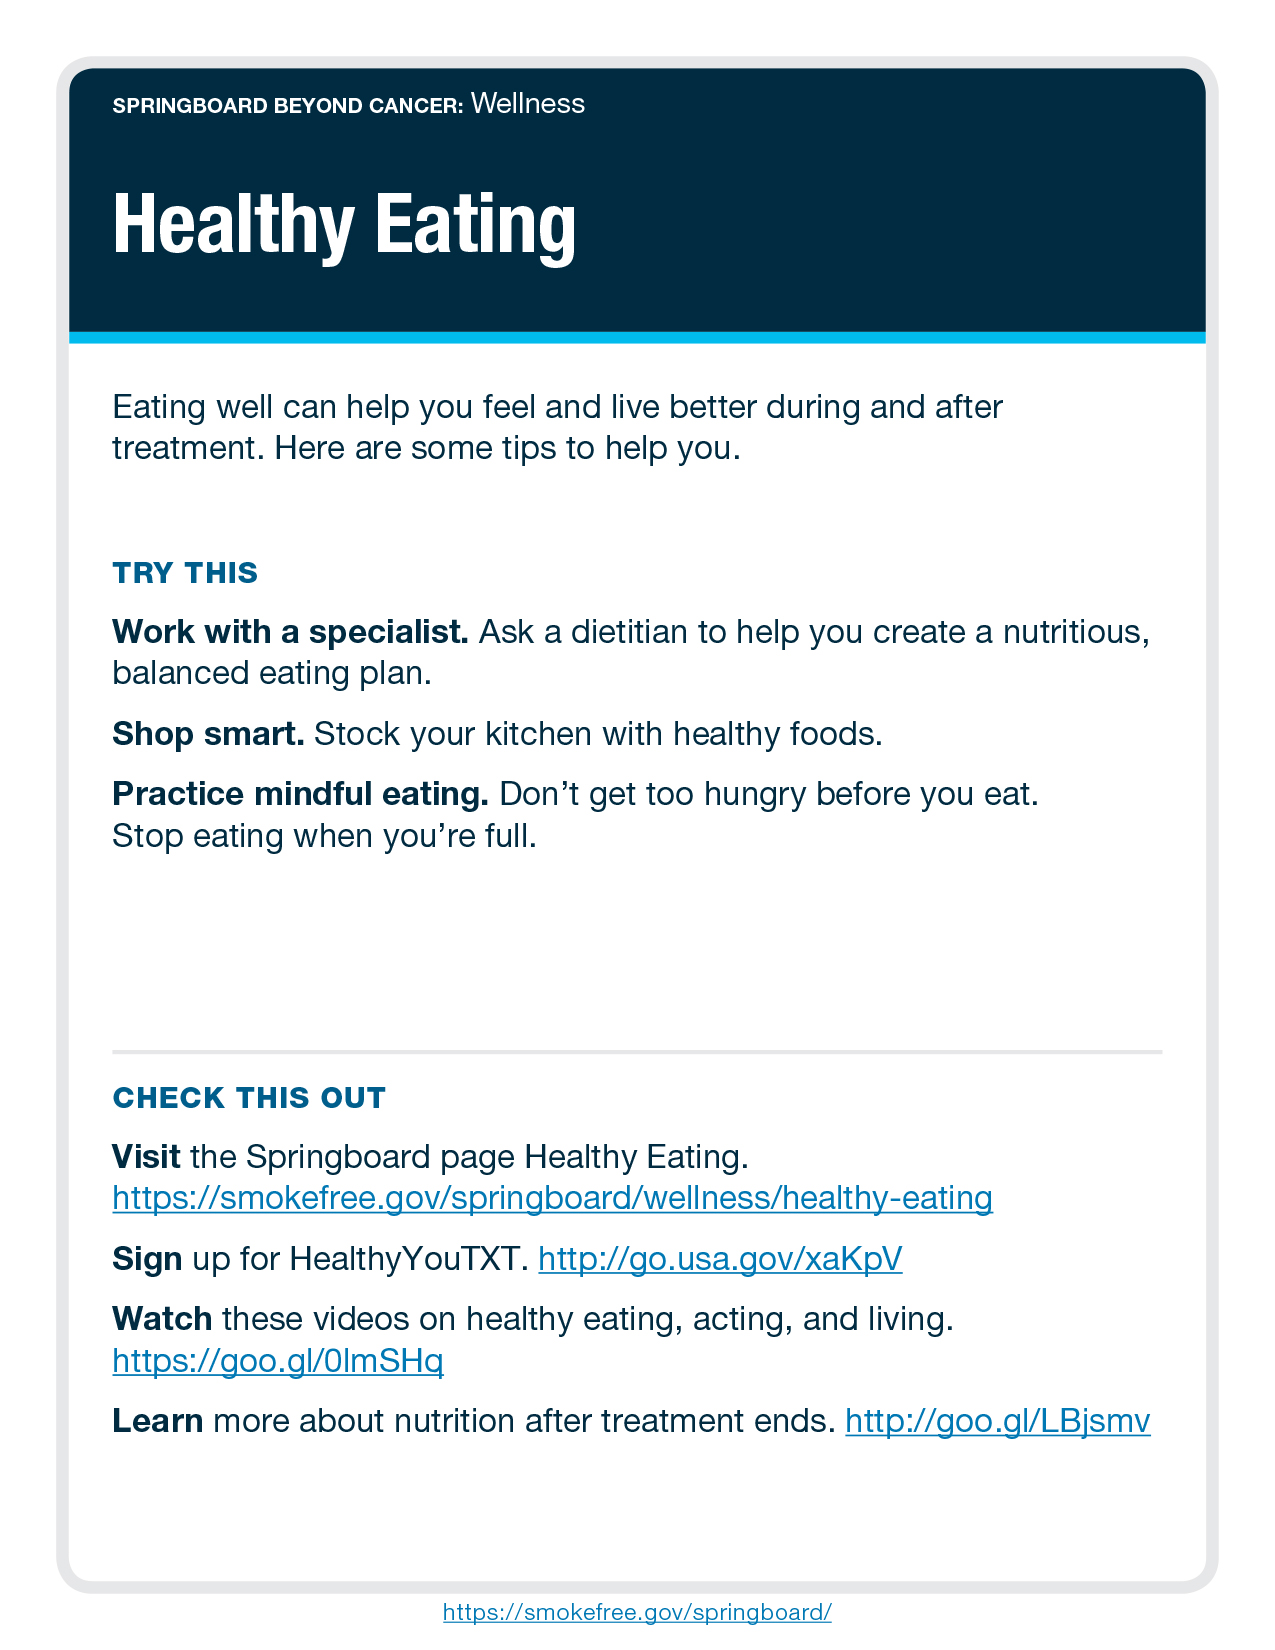 SPRINGBOARD BEYOND CANCER: Wellness
Healthy Eating
Eating well can help you feel and live better during and after
treatment. Here are some tips to help you.
TRY THIS
Work with a specialist. Ask a dietitian to help you create a nutritious,
balanced eating plan.
Shop smart. Stock your kitchen with healthy foods.
Practice mindful eating. Don’t get too hungry before you eat.
Stop eating when you’re full.
CHECK THIS OUT
Visit the Springboard page Healthy Eating.
https://smokefree.gov/springboard/wellness/healthy-eating
Sign up for HealthyYouTXT. http://go.usa.gov/xaKpV
Watch these videos on healthy eating, acting, and living.
https://goo.gl/0lmSHq
Learn more about nutrition after treatment ends. http://goo.gl/LBjsmv
https://smokefree.gov/springboard/